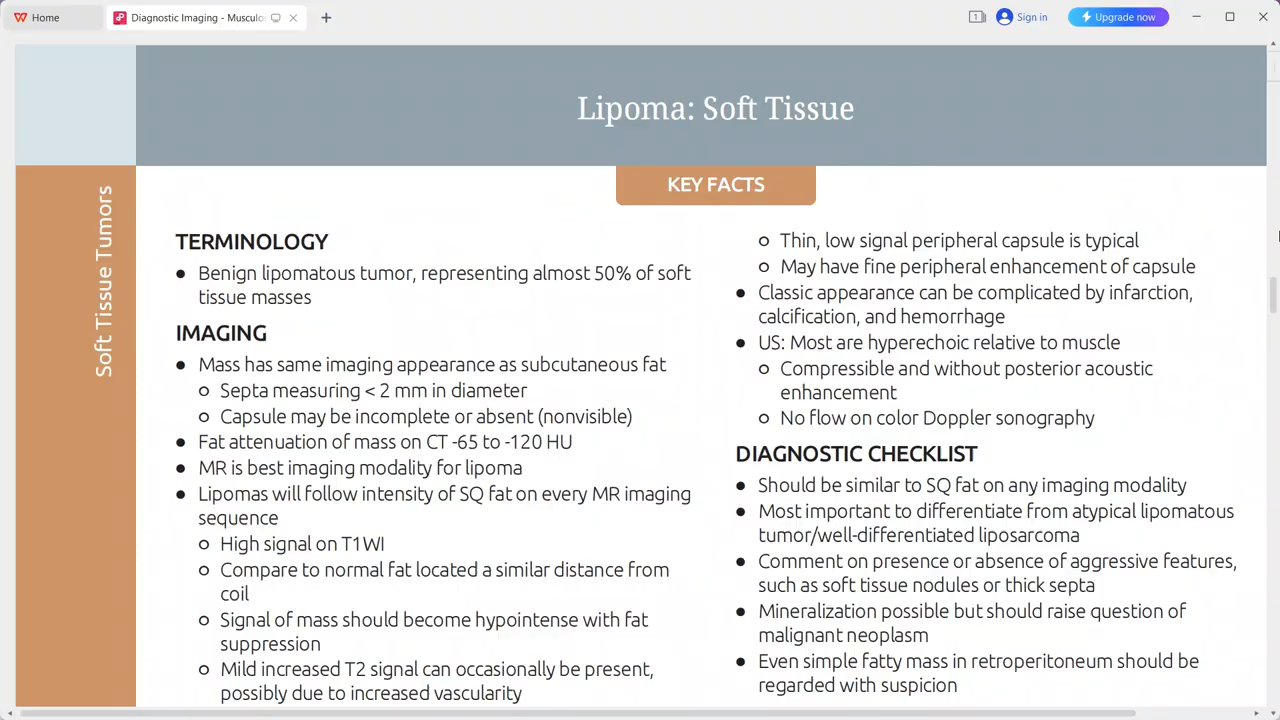 Home
Diagnostic Imaging - Musculos
1
Sign in
Upgrade now
Lipoma: Soft Tissue
Soft Tissue Tumors
KEY FACTS
TERMINOLOGY
● Benign lipomatous tumor, representing almost 50% of soft
tissue masses
IMAGING
● Mass has same imaging appearance as subcutaneous fat
○ Septa measuring < 2 mm in diameter
○ Capsule may be incomplete or absent (nonvisible)
● Fat attenuation of mass on CT -65 to -120 HU
● MR is best imaging modality for lipoma
● Lipomas will follow intensity of SQ fat on every MR imaging
sequence
○ High signal on T1WI
○ Compare to normal fat located a similar distance from
coil
○ Signal of mass should become hypointense with fat
suppression
○ Mild increased T2 signal can occasionally be present,
possibly due to increased vascularity
○ Thin, low signal peripheral capsule is typical
○ May have fine peripheral enhancement of capsule
● Classic appearance can be complicated by infarction,
calcification, and hemorrhage
● US: Most are hyperechoic relative to muscle
○ Compressible and without posterior acoustic
enhancement
○ No flow on color Doppler sonography
DIAGNOSTIC CHECKLIST
● Should be similar to SQ fat on any imaging modality
● Most important to differentiate from atypical lipomatous
tumor/well-differentiated liposarcoma
● Comment on presence or absence of aggressive features,
such as soft tissue nodules or thick septa
● Mineralization possible but should raise question of
malignant neoplasm
● Even simple fatty mass in retroperitoneum should be
regarded with suspicion